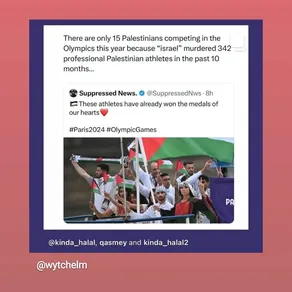 There are only 15 Palestinians competing in the
Olympics this year because “israel” murdered 342
professional Palestinian athletes in the past 10
months...
Suppressed News. @SuppressedNws · 8h
🇵🇸These athletes have already won the medals of
our hearts❤️
#Paris2024 #OlympicGames
PA
@kinda_halal, qasmey and kinda_halal2
@wytchelm